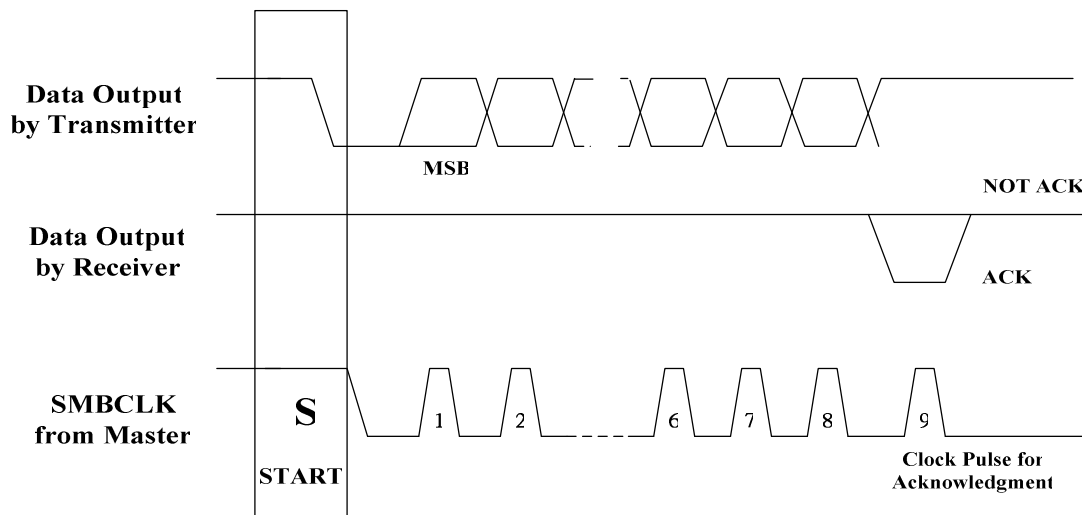 Data Output
by Transmitter
MSB
NOT ACK
Data Output
by Receiver
ACK
SMBCLK
from Master
S
START
1
2
6
7
8
9
Clock Pulse for
Acknowledgment